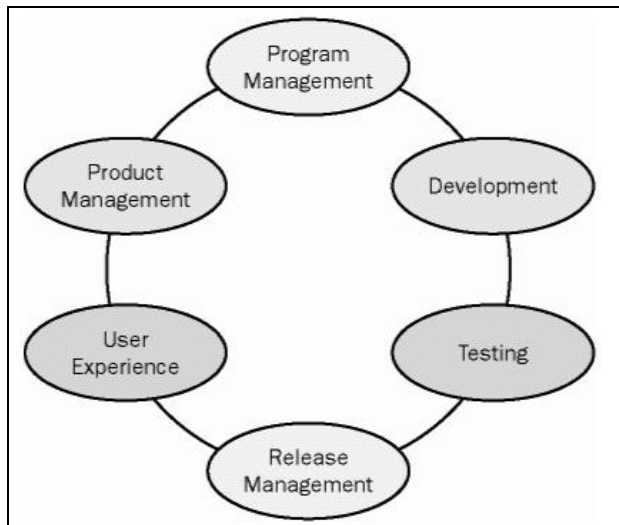 Program
Management
Product
Management
Development
User
Experience
Testing
Release
Management